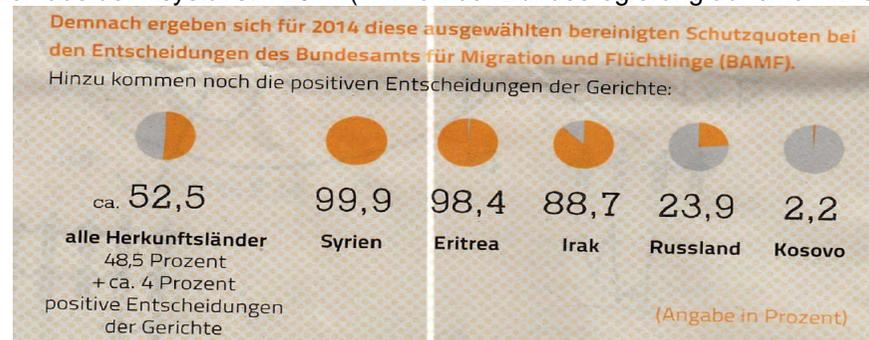 Demnach ergeben sich für 2014 diese ausgewählten bereinigten Schutzquoten bei
den Entscheidungen des Bundesamts für Migration und Flüchtlinge (BAMF).
Hinzu kommen noch die positiven Entscheidungen der Gerichte:
ca. 52,5 99,9 98,4 88,7 23,9 2,2
alle Herkunftsländer Syrien Eritrea Irak Russland Kosovo
48,5 Prozent
+ ca. 4 Prozent
positive Entscheidungen
der Gerichte
(Angabe in Prozent)